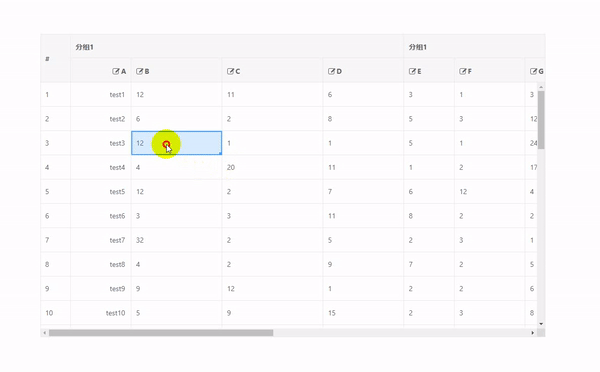 # 分组1 分组1
A B C D E F G
1 test1 12 11 6 3 1 3
2 test2 6 2 8 5 3 12
3 test3 12 1 1 5 1 24
4 test4 4 20 11 1 2 17
5 test5 12 2 7 6 12 4
6 test6 3 3 11 8 2 2
7 test7 32 2 5 2 3 1
8 test8 4 2 9 7 2 5
9 test9 9 12 1 2 2 6
10 test10 5 9 15 2 3 8